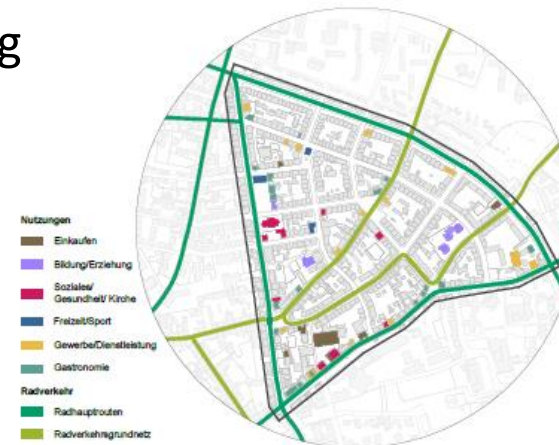 g
Nutzungen
Einkaufen
Bildung/Erziehung
Soziales/
Gesundheit/ Kirche
Freizeit/Sport
Gewerbe/Dienstleistung
Gastronomie
Radverkehr
Radhauptrouten
Radverkehrsgrundnetz